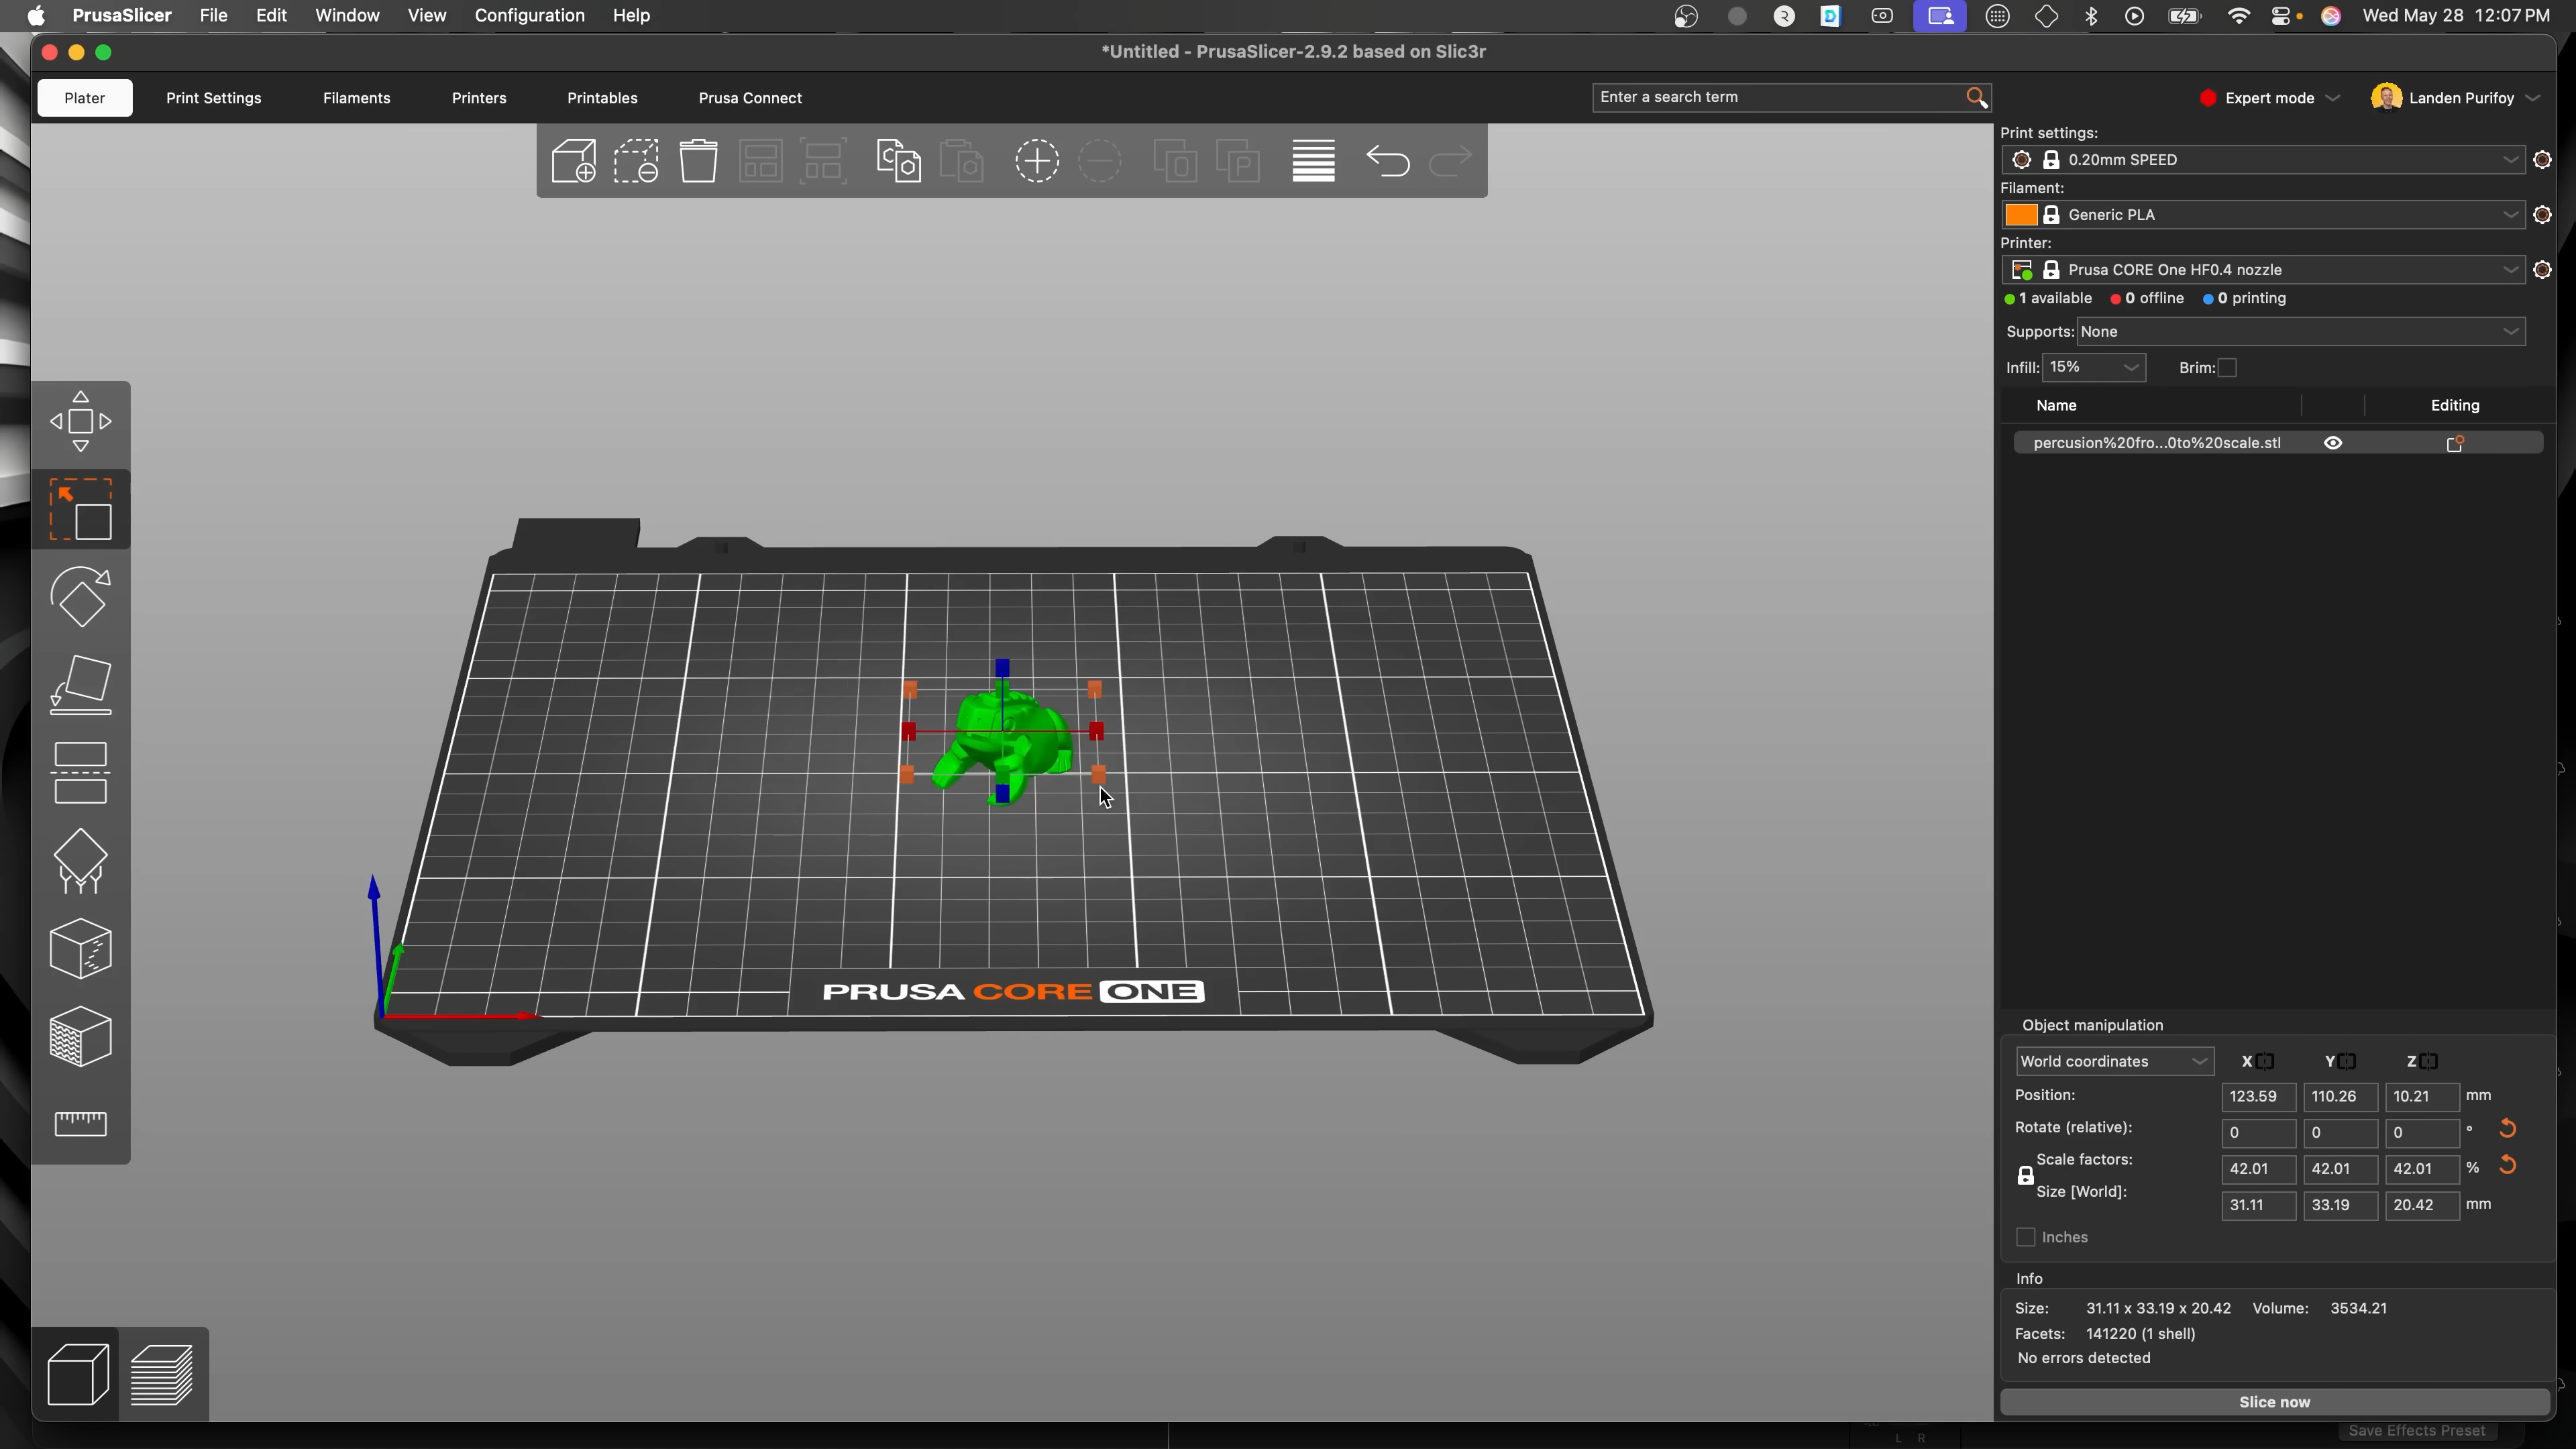 PrusaSlicer File Edit Window View Configuration Help
Wed May 28 12:07 PM
*Untitled - PrusaSlicer-2.9.2 based on Slic3r
Plater Print Settings Filaments Printers Printables Prusa Connect
Enter a search term
Expert mode
Landen Purifoy
Print settings:
0.20mm SPEED
Filament:
Generic PLA
Printer:
Prusa CORE One HF0.4 nozzle
1 available 0 offline 0 printing
Supports: None
Infill: 15% Brim:
Name Editing
percusion%20fro...0to%20scale.stl
PRUSA CORE ONE
Object manipulation
World coordinates X Y Z
Position: 123.59 110.26 10.21 mm
Rotate (relative): 0 0 0 °
Scale factors: 42.01 42.01 42.01 %
Size [World]: 31.11 33.19 20.42 mm
Inches
Info
Size: 31.11 x 33.19 x 20.42 Volume: 3534.21
Facets: 141220 (1 shell)
No errors detected
Slice now
Save Effects Preset
L R